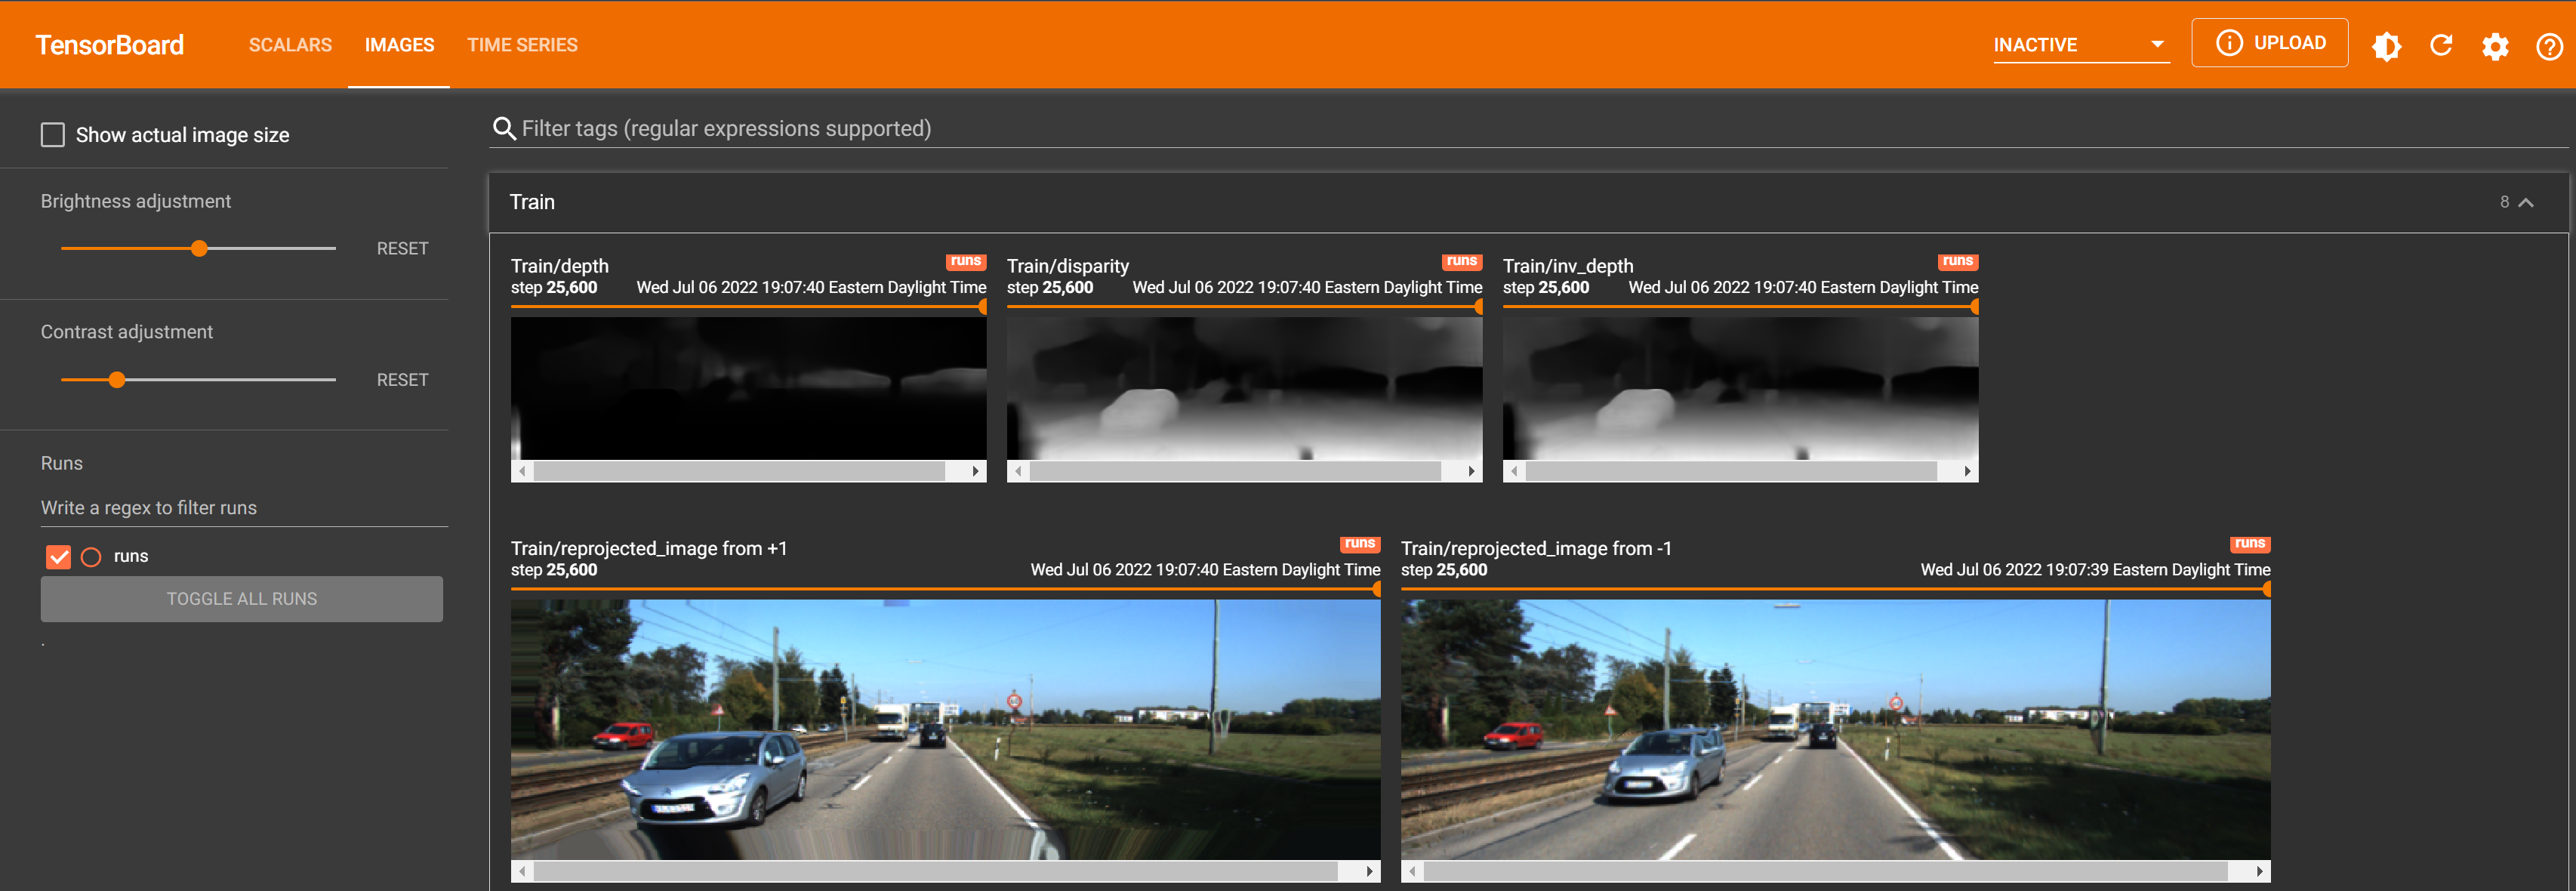 TensorBoard SCALARS IMAGES TIME SERIES INACTIVE UPLOAD
Show actual image size
Filter tags (regular expressions supported)
Brightness adjustment
RESET
Contrast adjustment
RESET
Runs
Write a regex to filter runs
runs
TOGGLE ALL RUNS
.
Train 8
Train/depth runs
step 25,600 Wed Jul 06 2022 19:07:40 Eastern Daylight Time
Train/disparity runs
step 25,600 Wed Jul 06 2022 19:07:40 Eastern Daylight Time
Train/inv_depth runs
step 25,600 Wed Jul 06 2022 19:07:40 Eastern Daylight Time
Train/reprojected_image from +1 runs
step 25,600 Wed Jul 06 2022 19:07:40 Eastern Daylight Time
Train/reprojected_image from -1 runs
step 25,600 Wed Jul 06 2022 19:07:39 Eastern Daylight Time